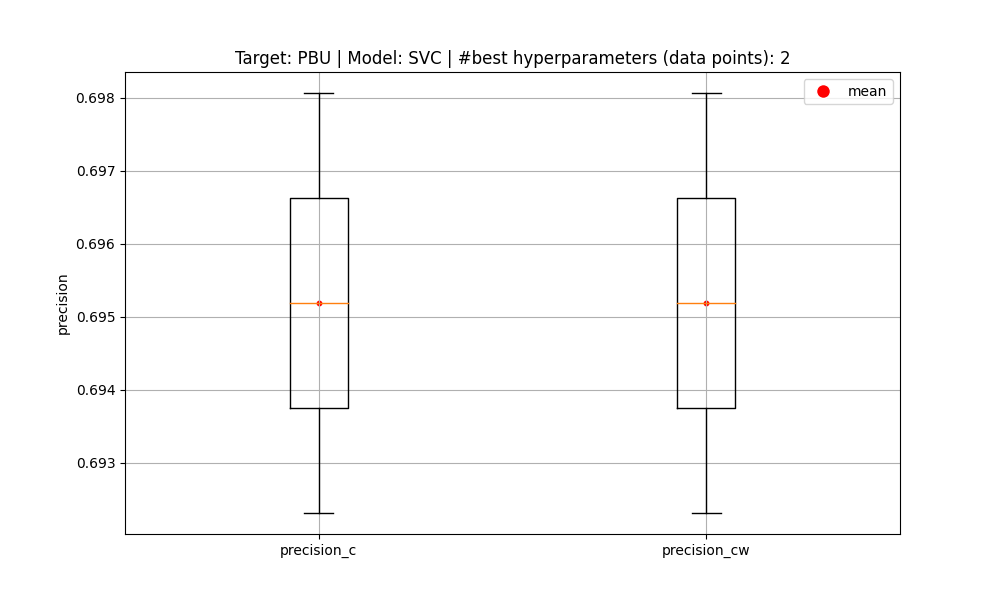 Target: PBU | Model: SVC | #best hyperparameters (data points): 2
mean
0.698
0.697
0.696
0.695
0.694
0.693
precision
precision_c
precision_cw